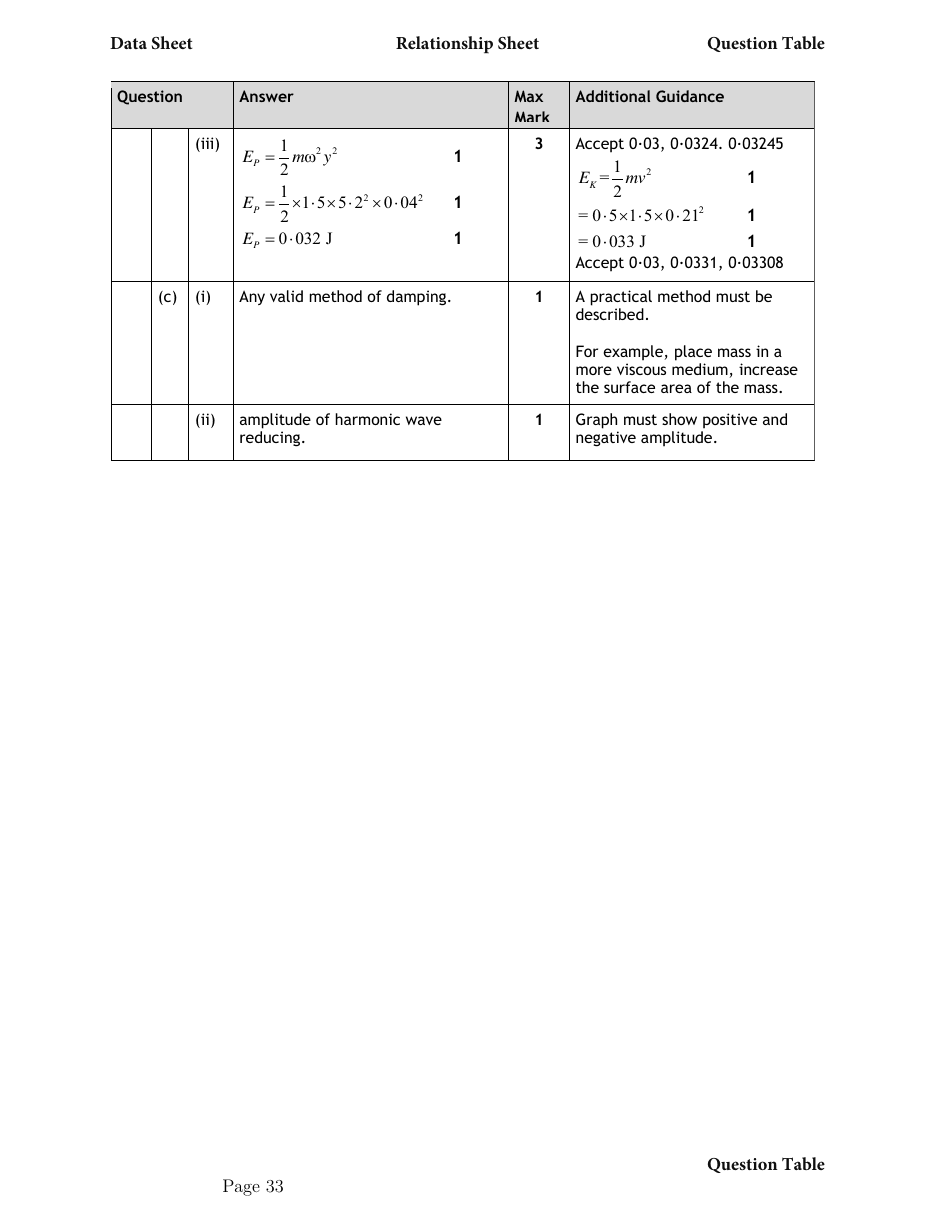 Data Sheet Relationship Sheet Question Table
Question Answer Max Mark Additional Guidance
(iii) E_P = 1/2 mω² y² 1
E_P = 1/2 ×1·5×5·2² ×0·04² 1
E_P = 0·032 J 1
3
Accept 0·03, 0·0324. 0·03245
E_K = 1/2 mv² 1
= 0·5×1·5×0·21² 1
= 0·033 J 1
Accept 0·03, 0·0331, 0·03308
(c) (i) Any valid method of damping. 1 A practical method must be
described.
For example, place mass in a
more viscous medium, increase
the surface area of the mass.
(ii) amplitude of harmonic wave
reducing.
1
Graph must show positive and
negative amplitude.
Question Table
Page 33